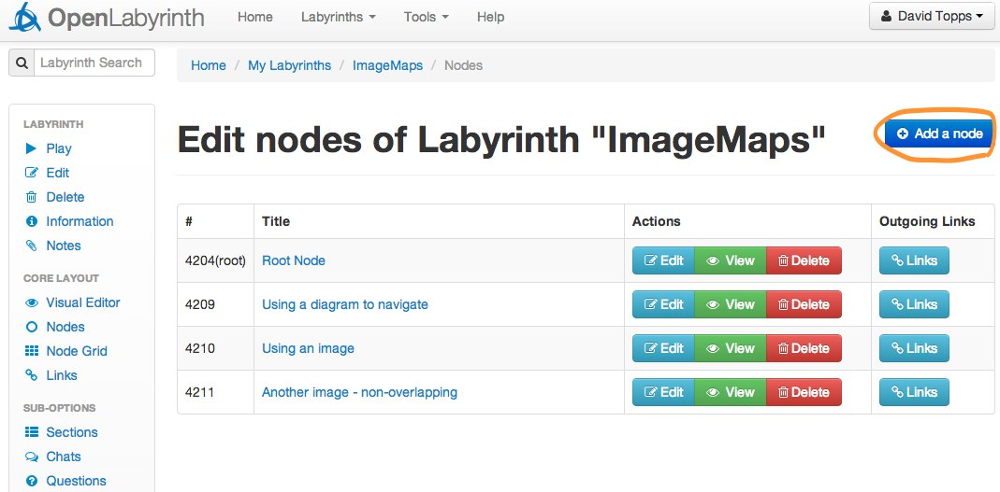 OpenLabyrinth Home Labyrinths Tools Help David Topps
Labyrinth Search
Home / My Labyrinths / ImageMaps / Nodes
LABYRINTH
Play
Edit
Delete
Information
Notes
CORE LAYOUT
Visual Editor
Nodes
Node Grid
Links
SUB-OPTIONS
Sections
Chats
Questions
Edit nodes of Labyrinth "ImageMaps"
Add a node
# Title Actions Outgoing Links
4204(root) Root Node Edit View Delete Links
4209 Using a diagram to navigate Edit View Delete Links
4210 Using an image Edit View Delete Links
4211 Another image - non-overlapping Edit View Delete Links